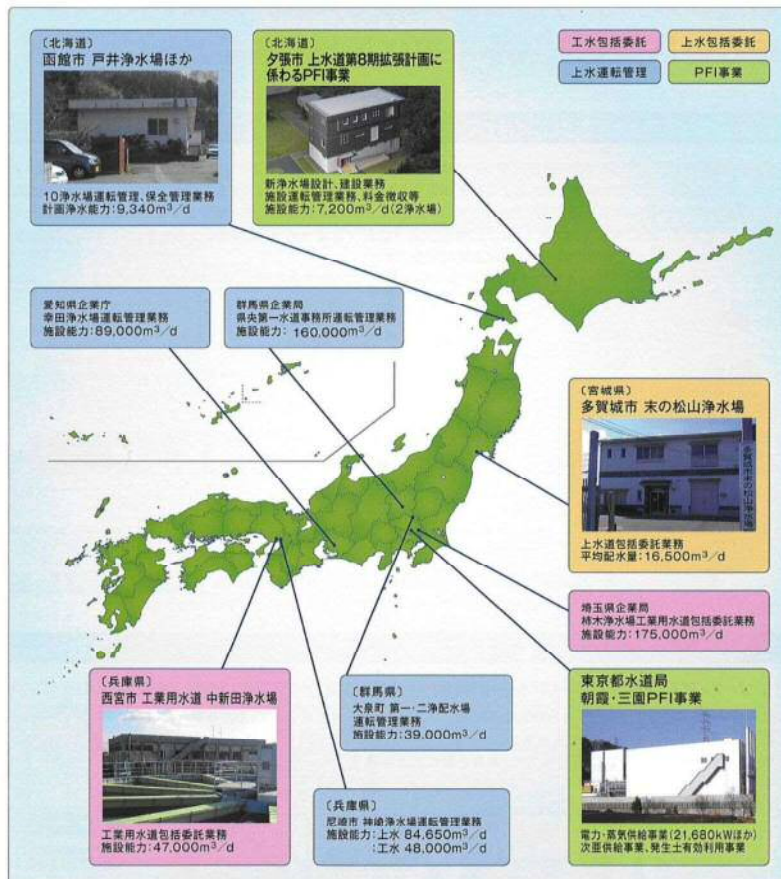 〔北海道〕
函館市 戸井浄水場ほか
10浄水場運転管理、保全管理業務
計画浄水能力:9,340m³/d
〔北海道〕
夕張市 上水道第8期拡張計画に
係わるPFI事業
新浄水場設計、建設業務
施設運転管理業務、料金徴収等
施設能力:7,200m³/d(2浄水場)
工水包括委託
上水包括委託
上水運転管理
PFI事業
愛知県企業庁
幸田浄水場運転管理業務
施設能力:89,000m³/d
群馬県企業局
県央第一水道事務所運転管理業務
施設能力: 160,000m³/d
〔宮城県〕
多賀城市 末の松山浄水場
多賀城市末の松山浄水場
上水道包括委託業務
平均配水量:16,500m³/d
埼玉県企業局
柿木浄水場工業用水道包括委託業務
施設能力:175,000m³/d
〔兵庫県〕
西宮市 工業用水道 中新田浄水場
工業用水道包括委託業務
施設能力:47,000m³/d
〔群馬県〕
大泉町 第一・二浄配水場
運転管理業務
施設能力:39,000m³/d
〔兵庫県〕
尼崎市 神崎浄水場運転管理業務
施設能力:上水 84,650m³/d
:工水 48,000m³/d
東京都水道局
朝霞・三園PFI事業
電力・蒸気供給事業(21,680kWほか)
次亜供給事業、発生土有効利用事業